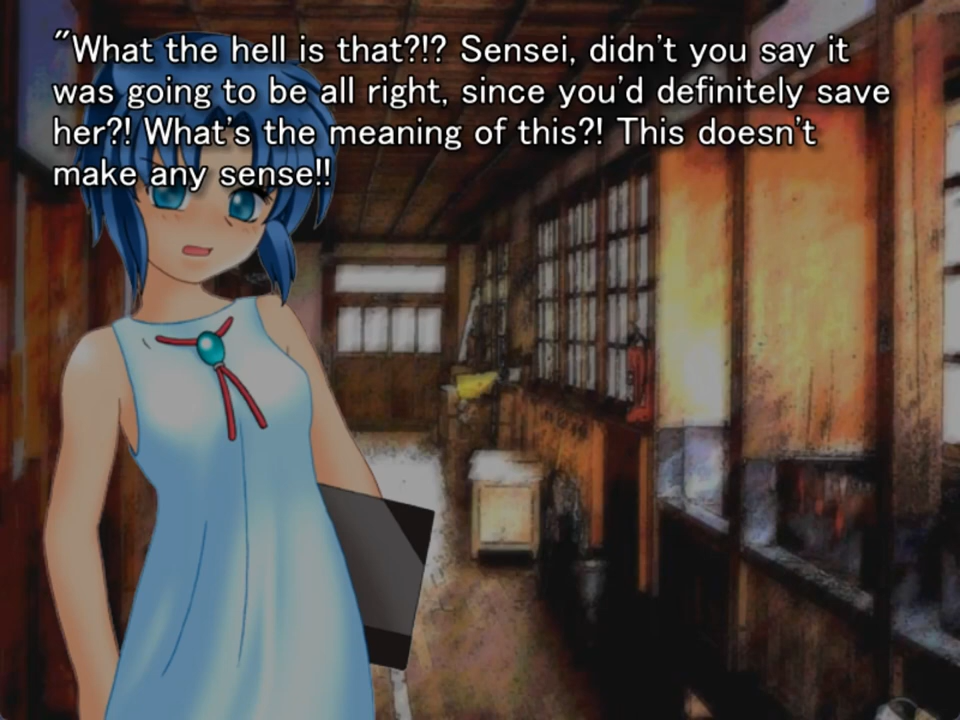 "What the hell is that?!? Sensei, didn't you say it
was going to be all right, since you'd definitely save
her?! What's the meaning of this?! This doesn't
make any sense!!